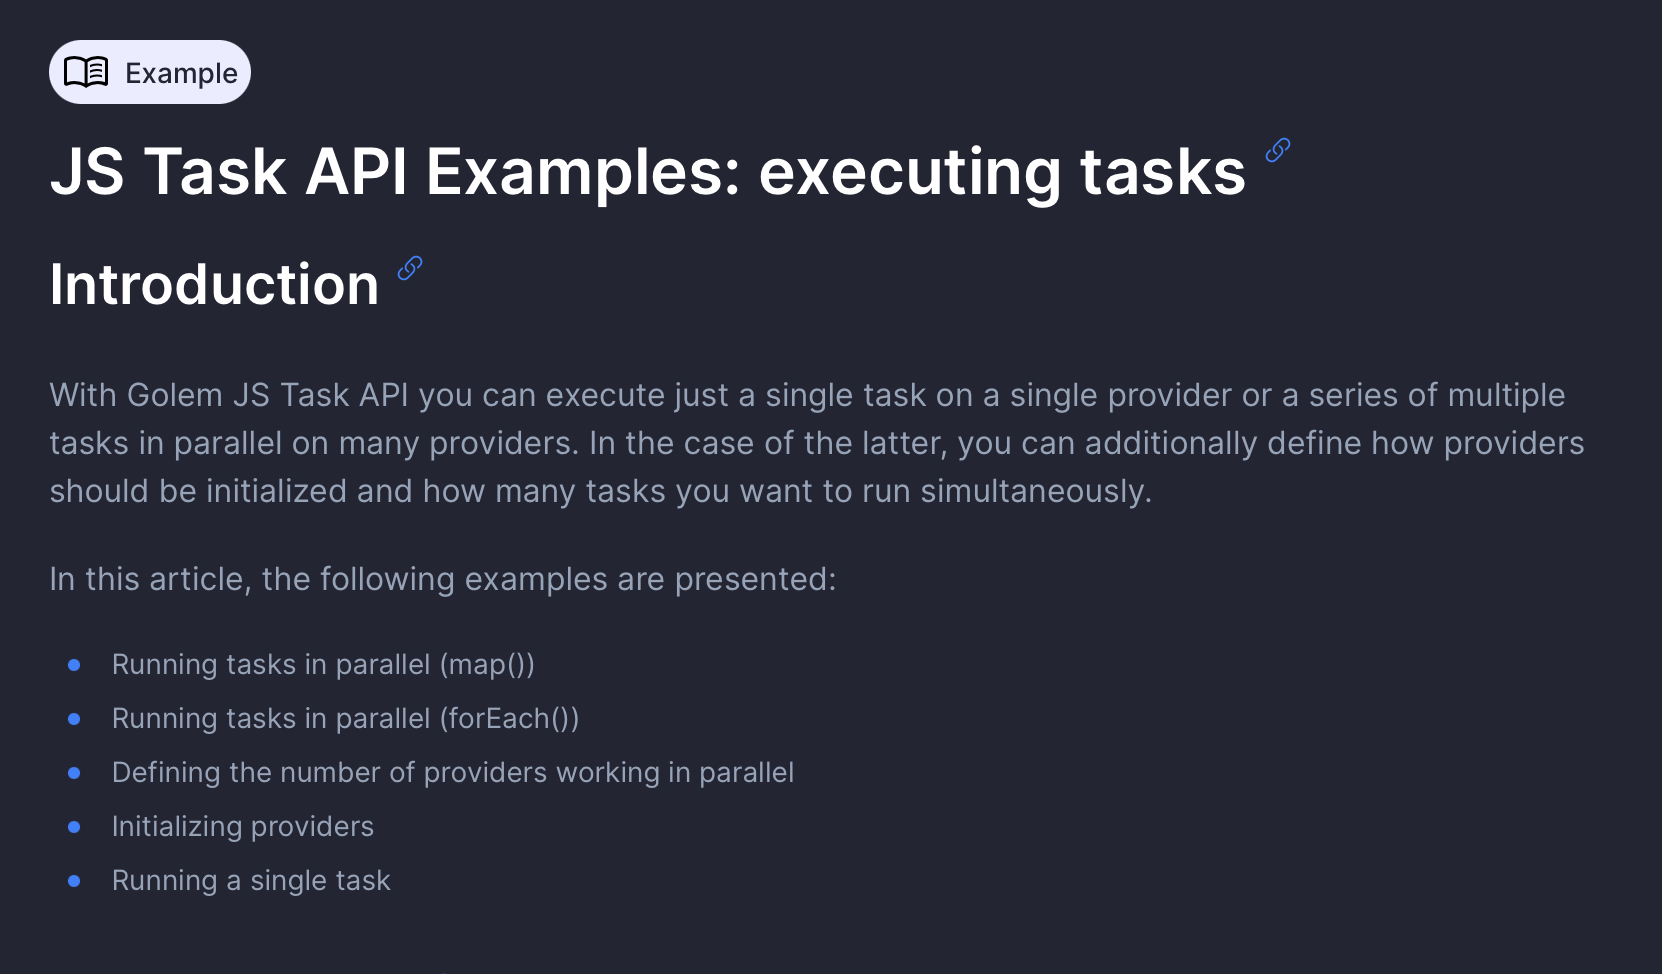 Example
JS Task API Examples: executing tasks
Introduction
With Golem JS Task API you can execute just a single task on a single provider or a series of multiple
tasks in parallel on many providers. In the case of the latter, you can additionally define how providers
should be initialized and how many tasks you want to run simultaneously.
In this article, the following examples are presented:
Running tasks in parallel (map())
Running tasks in parallel (forEach())
Defining the number of providers working in parallel
Initializing providers
Running a single task